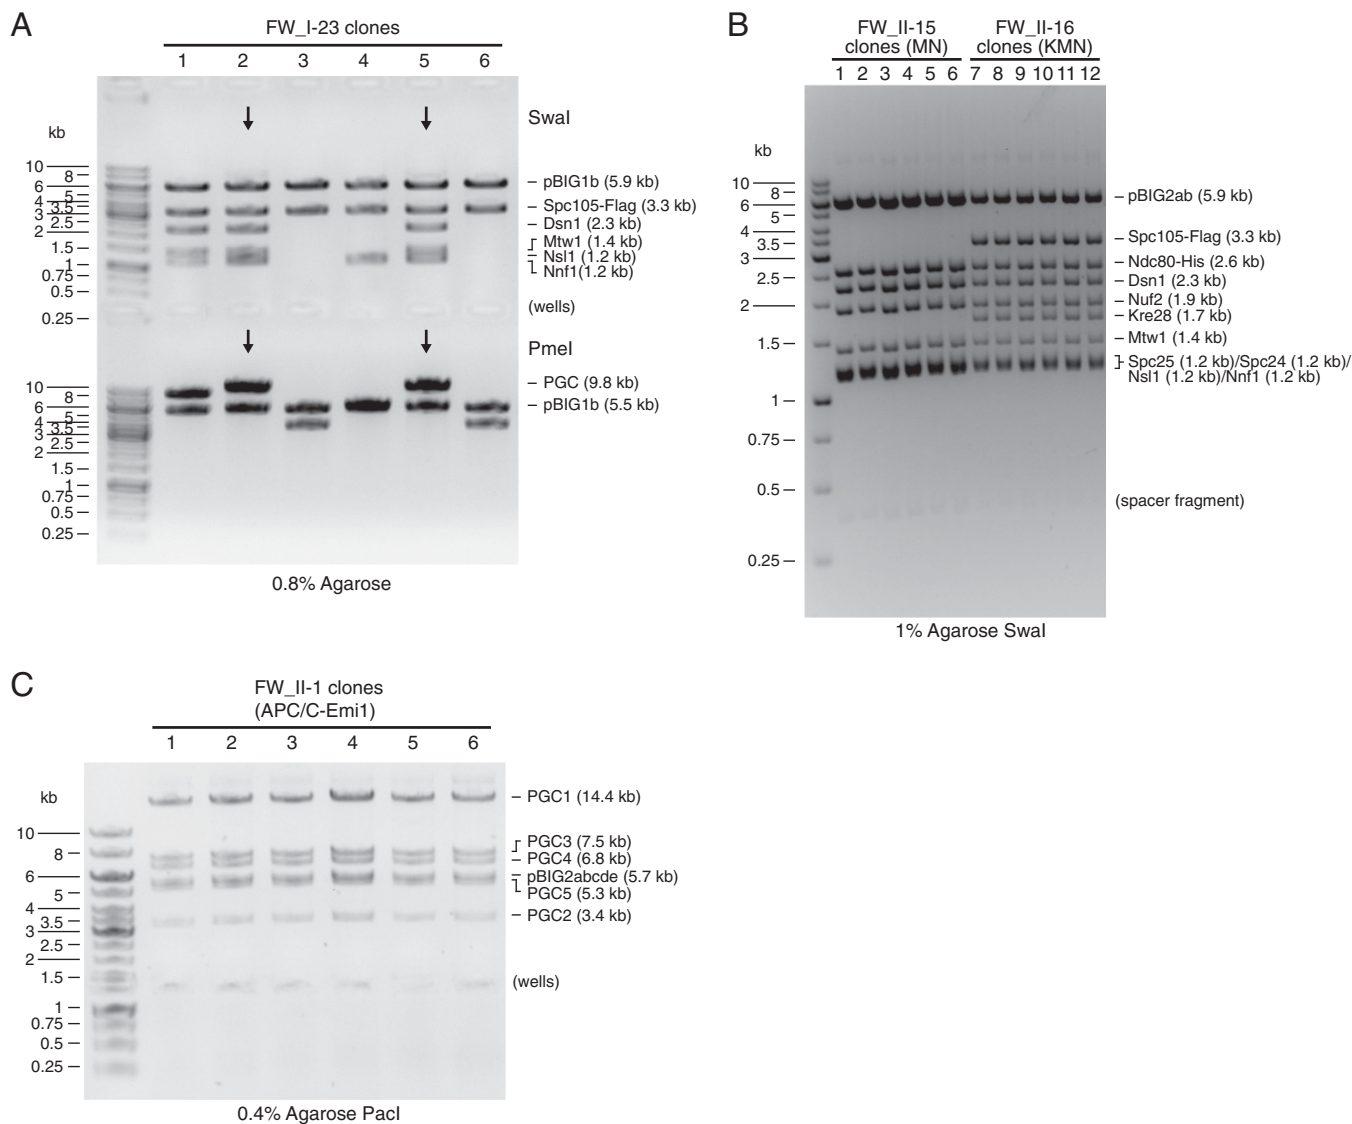 A
FW_I-23 clones
1 2 3 4 5 6
SwaI
kb
10
8
6
5
4
3.5
3
2.5
2
1.5
1
0.75
0.5
0.25
pBIG1b (5.9 kb)
Spc105-Flag (3.3 kb)
Dsn1 (2.3 kb)
Mtw1 (1.4 kb)
Nsl1 (1.2 kb)
Nnf1(1.2 kb)
(wells)
PmeI
10
8
6
5
4
3.5
3
2.5
2
1.5
1
0.75
0.5
0.25
PGC (9.8 kb)
pBIG1b (5.5 kb)
0.8% Agarose
B
FW_II-15
clones (MN)
FW_II-16
clones (KMN)
1 2 3 4 5 6 7 8 9 10 11 12
kb
10
8
6
5
4
3.5
3
2.5
2
1.5
1
0.75
0.5
0.25
pBIG2ab (5.9 kb)
Spc105-Flag (3.3 kb)
Ndc80-His (2.6 kb)
Dsn1 (2.3 kb)
Nuf2 (1.9 kb)
Kre28 (1.7 kb)
Mtw1 (1.4 kb)
Spc25 (1.2 kb)/Spc24 (1.2 kb)/
Nsl1 (1.2 kb)/Nnf1 (1.2 kb)
(spacer fragment)
1% Agarose SwaI
C
FW_II-1 clones
(APC/C-Emi1)
1 2 3 4 5 6
kb
10
8
6
5
4
3.5
3
2.5
2
1.5
1
0.75
0.5
0.25
PGC1 (14.4 kb)
PGC3 (7.5 kb)
PGC4 (6.8 kb)
pBIG2abcde (5.7 kb)
PGC5 (5.3 kb)
PGC2 (3.4 kb)
(wells)
0.4% Agarose PacI